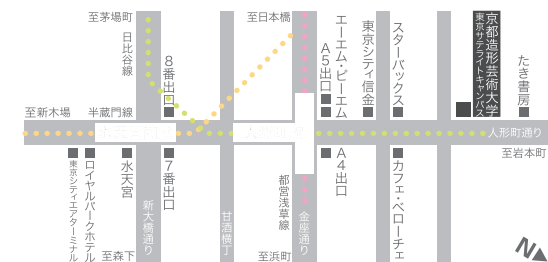 至茅場町
至日本橋
日比谷線
8番出口
A5出口
エーエム・ピーエム
東京シティ信金
スターバックス
京都造形芸術大学
東京サテライトキャンパス
たき書房
至新木場
半蔵門線
人形町通り
至岩本町
東京シティエアターミナル
ロイヤルパークホテル
水天宮
7番出口
新大橋通り
甘酒横丁
都営浅草線
金座通り
A4出口
カフェ・ベローチェ
至森下
至浜町
N